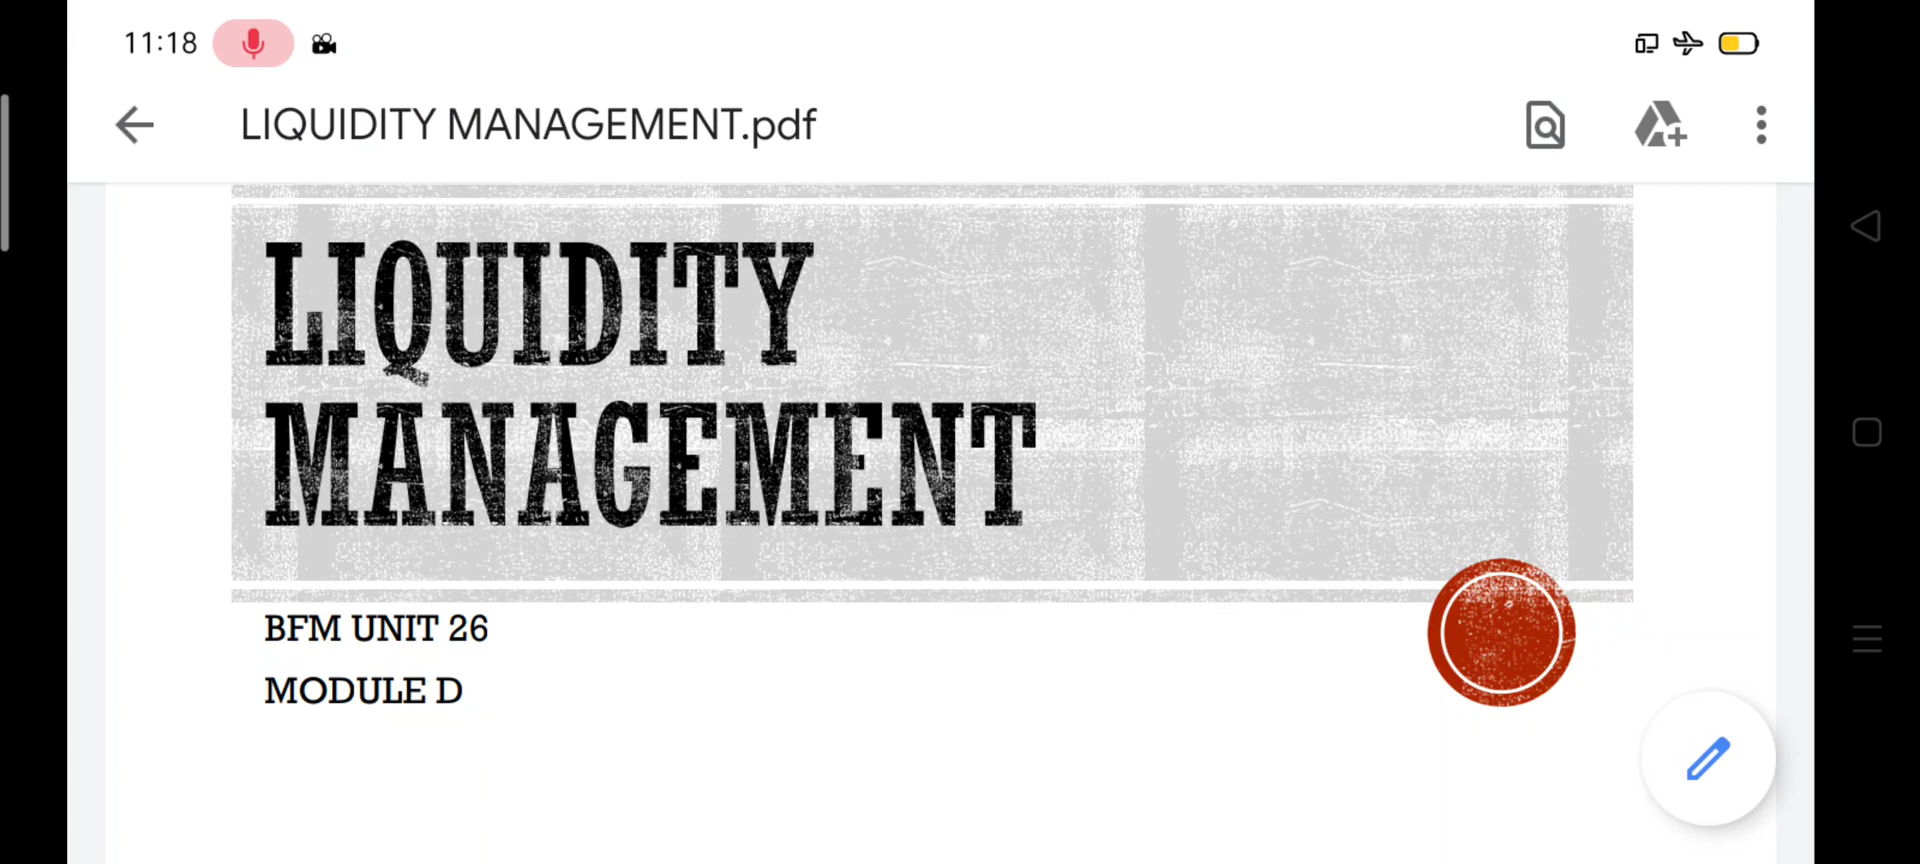 11:18
LIQUIDITY MANAGEMENT.pdf
LIQUIDITY
MANAGEMENT
BFM UNIT 26
MODULE D